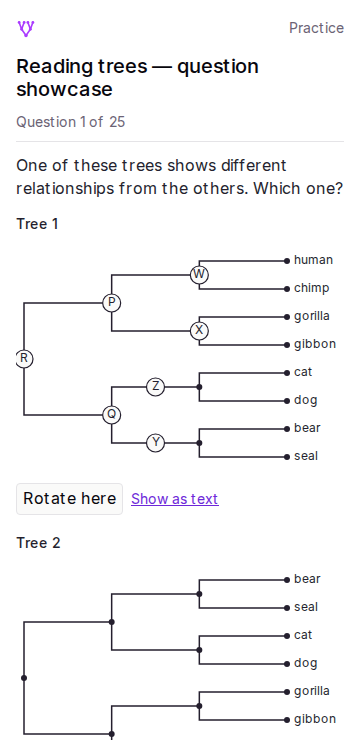 Practice
Reading trees — question
showcase
Question 1 of 25
One of these trees shows different
relationships from the others. Which one?
Tree 1
human
W
chimp
P
gorilla
X
gibbon
R
cat
Z
dog
Q
bear
Y
seal
Rotate here Show as text
Tree 2
bear
seal
cat
dog
gorilla
gibbon